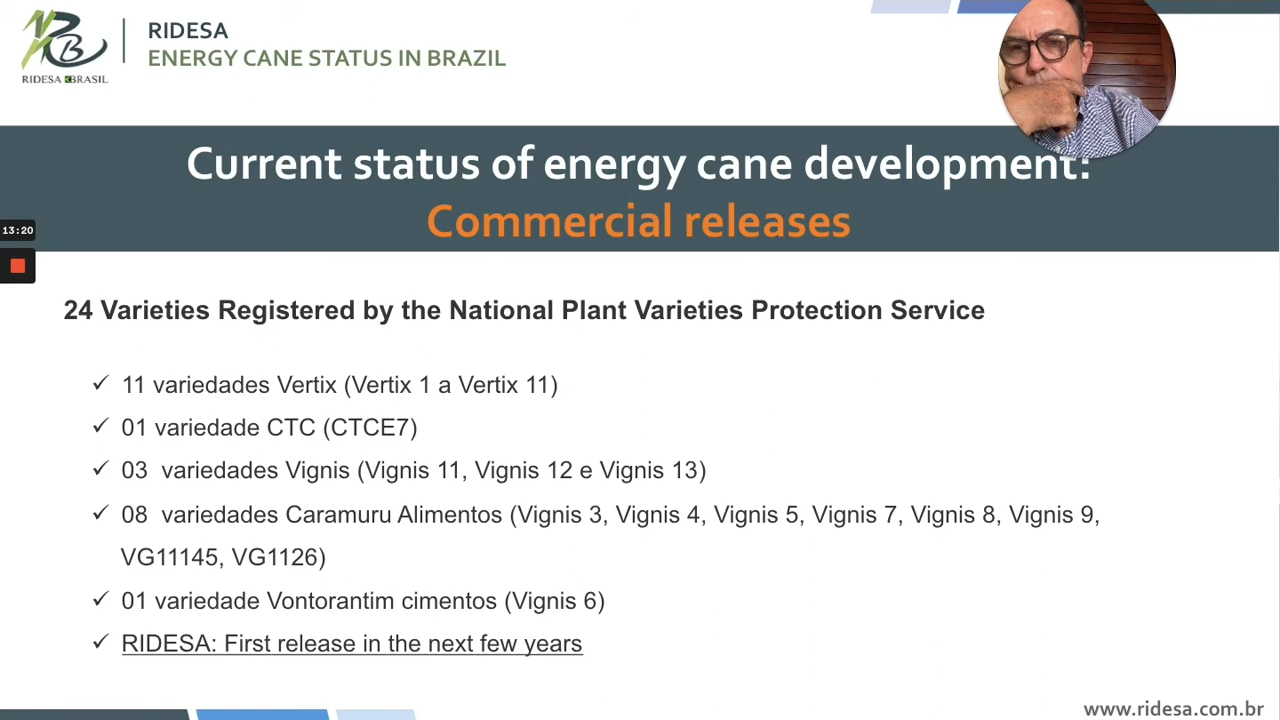 RIDESA
ENERGY CANE STATUS IN BRAZIL
RB
RIDESA BRASIL
Current status of energy cane development:
Commercial releases
13:20
24 Varieties Registered by the National Plant Varieties Protection Service
✓ 11 variedades Vertix (Vertix 1 a Vertix 11)
✓ 01 variedade CTC (CTCE7)
✓ 03 variedades Vignis (Vignis 11, Vignis 12 e Vignis 13)
✓ 08 variedades Caramuru Alimentos (Vignis 3, Vignis 4, Vignis 5, Vignis 7, Vignis 8, Vignis 9,
VG11145, VG1126)
✓ 01 variedade Vontorantim cimentos (Vignis 6)
✓ RIDESA: First release in the next few years
www.ridesa.com.br